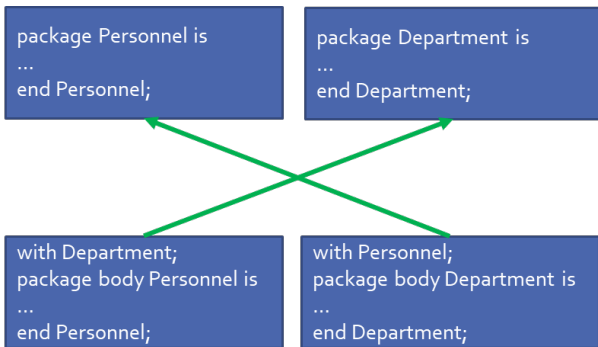 package Personnel is
...
end Personnel;
package Department is
...
end Department;
with Department;
package body Personnel is
...
end Personnel;
with Personnel;
package body Department is
...
end Department;